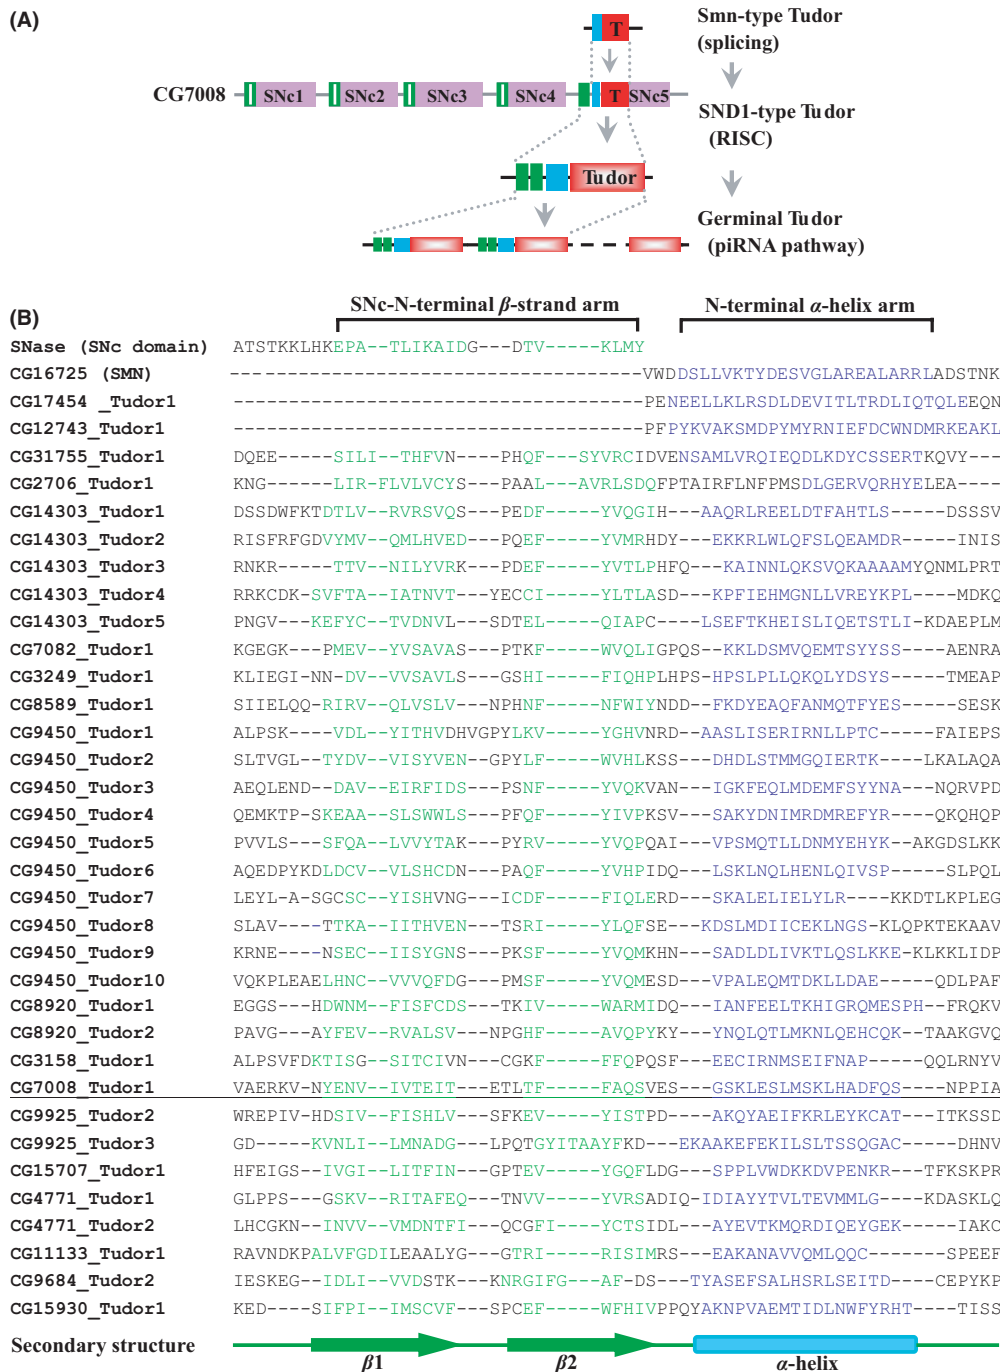 (A)
T
Smn-type Tudor
(splicing)
CG7008 SNc1 SNc2 SNc3 SNc4 T SNc5
SND1-type Tudor
(RISC)
Tudor
Germinal Tudor
(piRNA pathway)
(B)
SNc-N-terminal β-strand arm N-terminal α-helix arm
SNase (SNc domain) ATSTKKLHKEPA--TLIKAIDG---DTV-----KLMY
CG16725 (SMN) -------------------------------------VWDDSLLVKTYDESVGLAREALARRLADSTNK
CG17454 _Tudor1 -------------------------------------PENEELLKLRSDLDEVITLTRDLIQTQLEEQN
CG12743_Tudor1 -------------------------------------PFPYKVAKSMDPYMYRNIEFDCWNDMRKEAKL
CG31755_Tudor1 DQEE-----SILI--THFVN----PHQF---SYVRCIDVENSAMLVRQIEQDLKDYCSSERTKQVY---
CG2706_Tudor1 KNG------LIR-FLVLVCYS---PAAL---AVRLSDQFPTAIRFLNFPMSDLGERVQRHYELEA----
CG14303_Tudor1 DSSDWFKTDTLV--RVRSVQS---PEDF-----YVQGIH---AAQRLREELDTFAHTLS----DSSSV
CG14303_Tudor2 RISFRFGDVYMV--QMLHVED---PQEF-----YVMRHDY---EKKRLWLQFSLQEAMDR----INIS
CG14303_Tudor3 RNKR-----TTV--NILYVRK---PDEF-----YVTLPHFQ--KAINNLQKSVQKAAAAMYQNMLPRT
CG14303_Tudor4 RRKCDK-SVFTA--IATNVT---YECCI-----YLTLASD--KPFIEHMGNLLVREYKPL----MDKQ
CG14303_Tudor5 PNGV---KEFYC--TVDNVL---SDTEL-----QIAPC----LSEFTKHEISLIQETSTLI-KDAEPLM
CG7082_Tudor1 KGEGK----PMEV--YVSAVAS---PTKF-----WVQLIGPQS--KKLDSMVQEMTSYYSS---AENRA
CG3249_Tudor1 KLIEGI-NN-DV--VVSAVLS---GSHI-----FIQHPLHPS-HPSLPLLQKQLYDSYS-----TMEAP
CG8589_Tudor1 SIIELQQ-RIRV--QLVSLV---NPHNF-----NFWIYNDD--FKDYEAQFANMQTFYES-----SESK
CG9450_Tudor1 ALPSK----VDL--YITHVDHVGPYLKV-----YGHVNRD--AASLISERIRNLLPTC-----FAIEPS
CG9450_Tudor2 SLTVGL--TYDV--VISYVEN---GPYL-----WVHLKSS--DHDLSTMMGQIERTK----LKALAQA
CG9450_Tudor3 AEQLEND--DAV--EIRFIDS---PSNF-----YVQKVAN---IGKFEQLMDEMFSYYNA---NQRVPD
CG9450_Tudor4 QEMKTP-SKEAA--SLSWWLS---PFQF-----YIVPKSV---SAKYDNIMRDMREFYR----QKQHQP
CG9450_Tudor5 PVVLS----SFQA--LVVYTAK---PYRV-----YVQPQAI---VPSMQTLLDNMYEHYK--AKGDSLKK
CG9450_Tudor6 AQEDPYKDLDCV--VLSHCDN---PAQF-----YVHPIDQ---LSKLNQLHENLQIVSP-----SLPQL
CG9450_Tudor7 LEYL-A-SGCSC--YISHVNG---ICDF-----FIQLERD---SKALELIELYLR----KKDTLKPLEG
CG9450_Tudor8 SLAV-----TTKA--IITHVEN---TSRI-----YLQFSE---KDSLMDIICEKLNGS-KLQPKTEKAAV
CG9450_Tudor9 KRNE----NSEC--IISYGNS---PKSF-----YVQMKHN---SADLDLIVKTLQSLKKE-KLKKLIDP
CG9450_Tudor10 VQKPLEAELHNC--VVVQFDG---PMSF-----YVQMESD---VPALEQMTDKLLDAE----QDLPAF
CG8920_Tudor1 EGGS---HDWNM--FISFCDS---TKIV-----WARMIDQ---IANFEELTKHIGRQMESPH--FRQKV
CG8920_Tudor2 PAVG----AYFEV--RVALSV---NPGHF-----AVQPYKY---YNQLQTLMKNLQEHCQK--TAAKGVQ
CG3158_Tudor1 ALPSVFDKTISG--SITCIVN---CGKF-----FFQPQSF---EECIRNMSEIFNAP-----QQLRNYV
CG7008_Tudor1 VAERKV-NYENV--IVTEIT----ETLTF-----FAQSVES---GSKLESLMSKLHADFQS----NPPIA
CG9925_Tudor2 WREPIV-HDSIV--FISHLV----SFKEV-----YISTPD----AKQYAEIFKRLEYKCAT---ITKSSD
CG9925_Tudor3 GD-----KVNLI--LMNADG---LPQTGYITAAYFKD---EKAAKEFEKILSLTSSQGAC-----DHNV
CG15707_Tudor1 HFEIGS--IVGI--LITFIN----GPTEV-----YGQFLDG---SPPLVWDKKDVPENKR---TFKSKPR
CG4771_Tudor1 GLPPS----GSKV--RITAFEQ---TNVV-----YVRSADIQ-IDIAYYTVLTEVMMLG----KDASKLQ
CG4771_Tudor2 LHCGKN---INVV--VMDNTFI---QCGFI-----YCTSIDL---AYEVTKMQRDIQEYGEK-----IAKC
CG11133_Tudor1 RAVNDKPALVFGDILEAALYG---GTRI-----RISIMRS----EAKANAVVQMLQQC------SPEEF
CG9684_Tudor2 IESKEG---IDLI--VVDSTK---KNRGIFG---AF-DS---TYASEFSALHSRLSEITD----CEPYKP
CG15930_Tudor1 KED-----SIFPI--IMSCVF---SPCEF-----WFHIVPPQYAKNPVAEMTIDLNWFYRHT----TISS
Secondary structure
β1 β2 α-helix